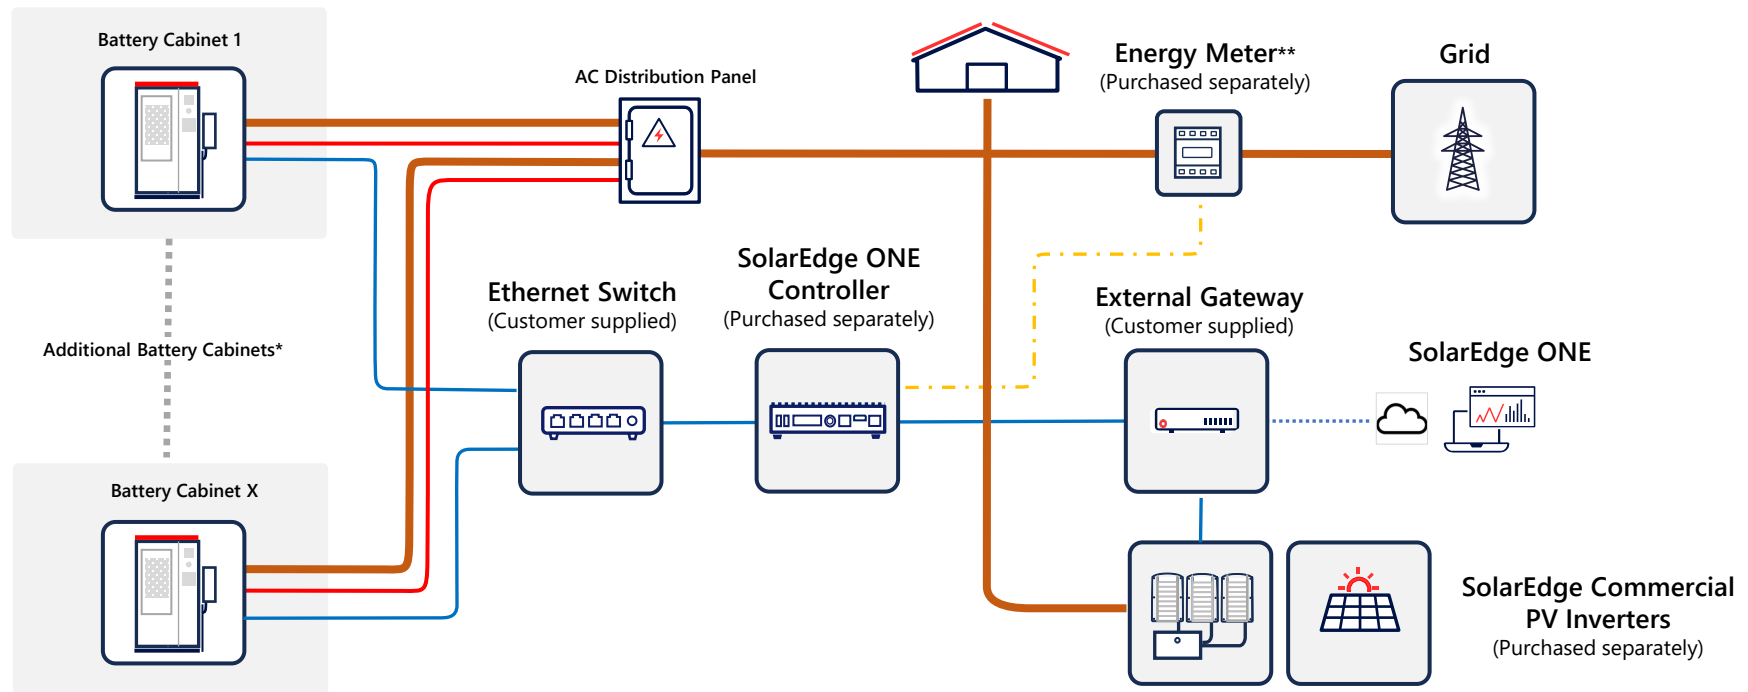 Battery Cabinet 1
AC Distribution Panel
Energy Meter**
(Purchased separately)
Grid
Ethernet Switch
(Customer supplied)
SolarEdge ONE
Controller
(Purchased separately)
External Gateway
(Customer supplied)
SolarEdge ONE
Additional Battery Cabinets*
Battery Cabinet X
SolarEdge Commercial
PV Inverters
(Purchased separately)